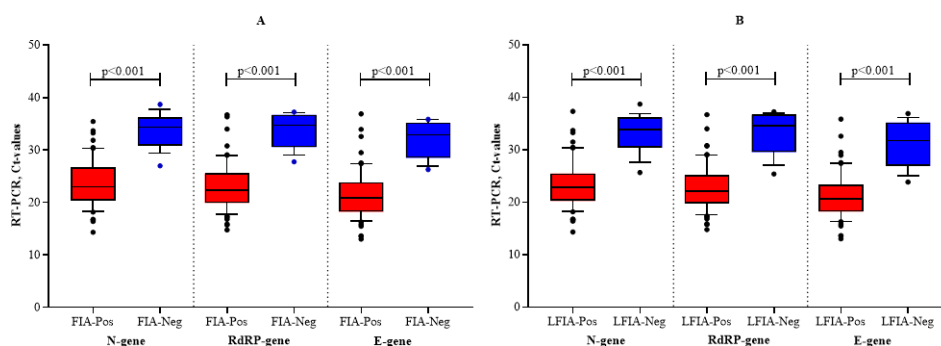 A
RT-PCR, Ct-values
50
40
30
20
10
0
p<0.001
p<0.001
p<0.001
FIA-Pos FIA-Neg FIA-Pos FIA-Neg FIA-Pos FIA-Neg
N-gene RdRP-gene E-gene
B
RT-PCR, Ct-values
50
40
30
20
10
0
p<0.001
p<0.001
p<0.001
LFIA-Pos LFIA-Neg LFIA-Pos LFIA-Neg LFIA-Pos LFIA-Neg
N-gene RdRP-gene E-gene